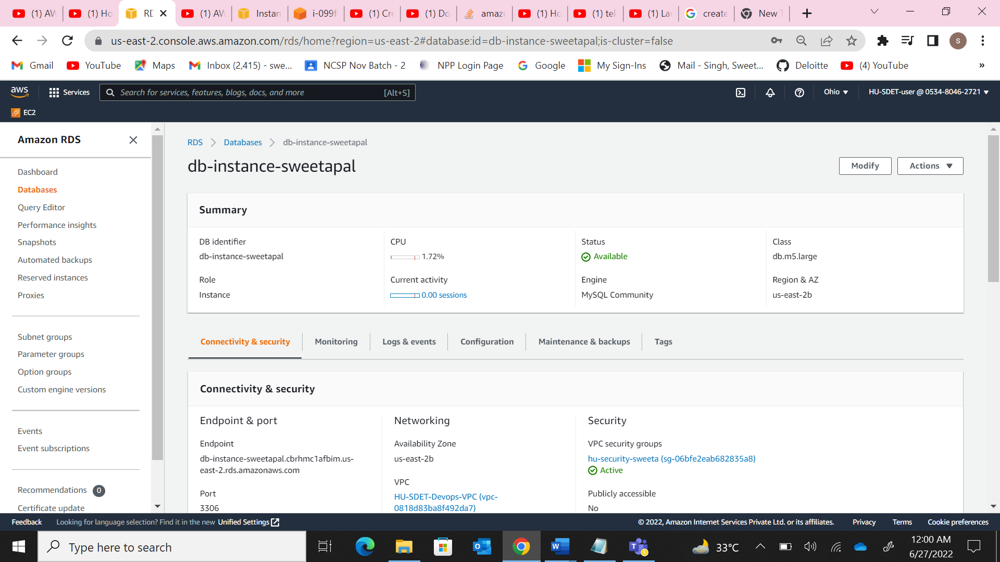 (1) AW
(1) Ho
RD
(1) AW
Instan
i-099f
(1) Cre
(1) Do
amazo
(1) Ho
(1) tel
(1) Lau
create
New T
us-east-2.console.aws.amazon.com/rds/home?region=us-east-2#database:id=db-instance-sweetapal;is-cluster=false
S
Gmail
YouTube
Maps
Inbox (2,415) - swe...
NCSP Nov Batch - 2
NPP Login Page
Google
My Sign-Ins
Mail - Singh, Sweet...
Deloitte
(4) YouTube
»
aws
Services
Search for services, features, blogs, docs, and more
[Alt+S]
Ohio
HU-SDET-user @ 0534-8046-2721
EC2
Amazon RDS
Dashboard
Databases
Query Editor
Performance insights
Snapshots
Automated backups
Reserved instances
Proxies
Subnet groups
Parameter groups
Option groups
Custom engine versions
Events
Event subscriptions
Recommendations 0
Certificate update
RDS
Databases
db-instance-sweetapal
db-instance-sweetapal
Modify
Actions
Summary
DB identifier
db-instance-sweetapal
CPU
1.72%
Status
Available
Class
db.m5.large
Role
Instance
Current activity
0.00 sessions
Engine
MySQL Community
Region & AZ
us-east-2b
Connectivity & security
Monitoring
Logs & events
Configuration
Maintenance & backups
Tags
Connectivity & security
Endpoint & port
Endpoint
db-instance-sweetapal.cbrhmc1afbim.us-
east-2.rds.amazonaws.com
Port
3306
Networking
Availability Zone
us-east-2b
VPC
HU-SDET-Devops-VPC (vpc-
0818d83ba8f492da7)
Security
VPC security groups
hu-security-sweeta (sg-06bfe2eab682835a8)
Active
Publicly accessible
No
Feedback
Looking for language selection? Find it in the new Unified Settings
© 2022, Amazon Internet Services Private Ltd. or its affiliates.
Privacy
Terms
Cookie preferences
Type here to search
33°C
12:00 AM
6/27/2022